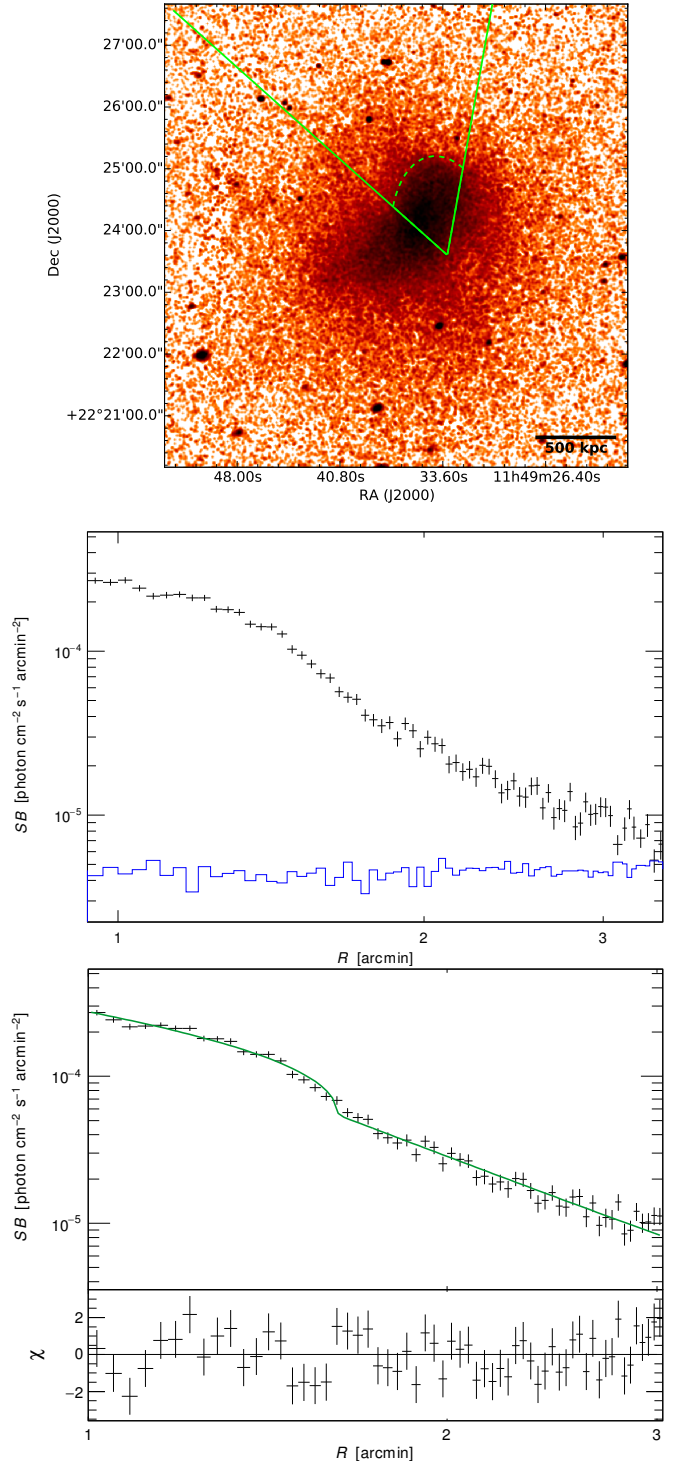 27'00.0"
26'00.0"
25'00.0"
24'00.0"
23'00.0"
22'00.0"
+22°21'00.0"
Dec (J2000)
500 kpc
48.00s 40.80s 33.60s 11h49m26.40s
RA (J2000)
SB [photon cm⁻² s⁻¹ arcmin⁻²]
10⁻⁴
10⁻⁵
1 2 3
R [arcmin]
SB [photon cm⁻² s⁻¹ arcmin⁻²]
10⁻⁴
10⁻⁵
χ
2
0
−2
1 2 3
R [arcmin]